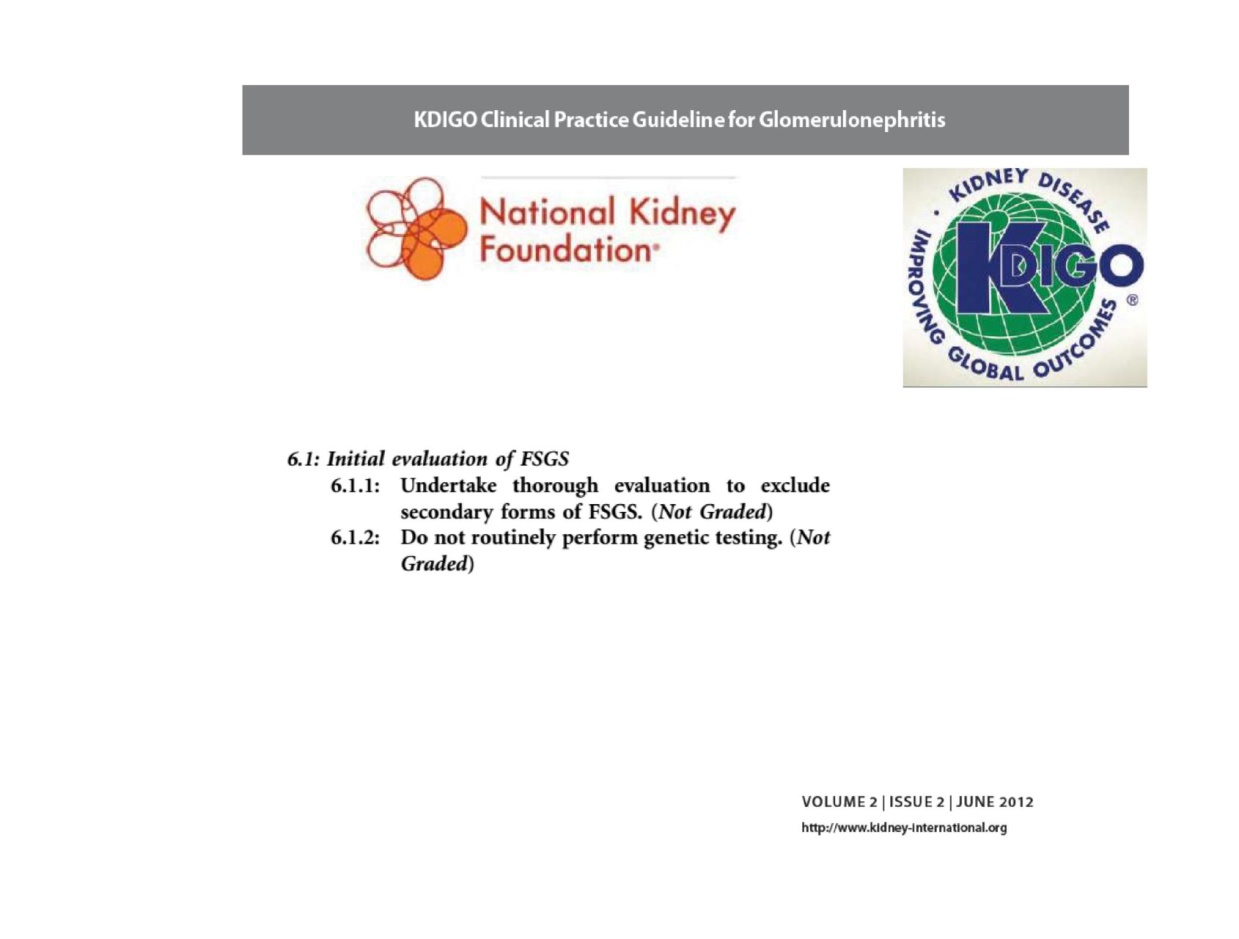 KDIGO Clinical Practice Guideline for Glomerulonephritis
National Kidney
Foundation®
· KIDNEY DISEASE
IMPROVING GLOBAL OUTCOMES
KDIGO
®
6.1: Initial evaluation of FSGS
6.1.1: Undertake thorough evaluation to exclude
secondary forms of FSGS. (Not Graded)
6.1.2: Do not routinely perform genetic testing. (Not
Graded)
VOLUME 2 | ISSUE 2 | JUNE 2012
http://www.kidney-international.org